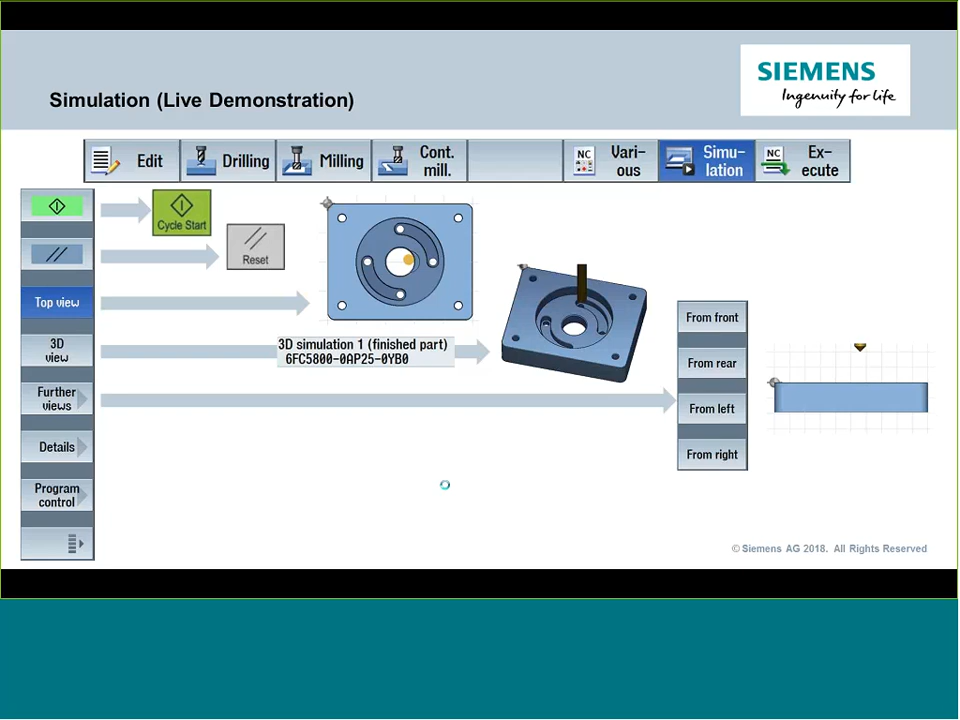 SIEMENS
Ingenuity for life
Simulation (Live Demonstration)
Edit
Drilling
Milling
Cont.
mill.
NC
Vari-
ous
Simu-
lation
NC
Ex-
ecute
Cycle Start
Reset
Top view
3D
view
3D simulation 1 (finished part)
6FC5800-0AP25-0YB0
Further
views
Details
Program
control
From front
From rear
From left
From right
© Siemens AG 2018. All Rights Reserved